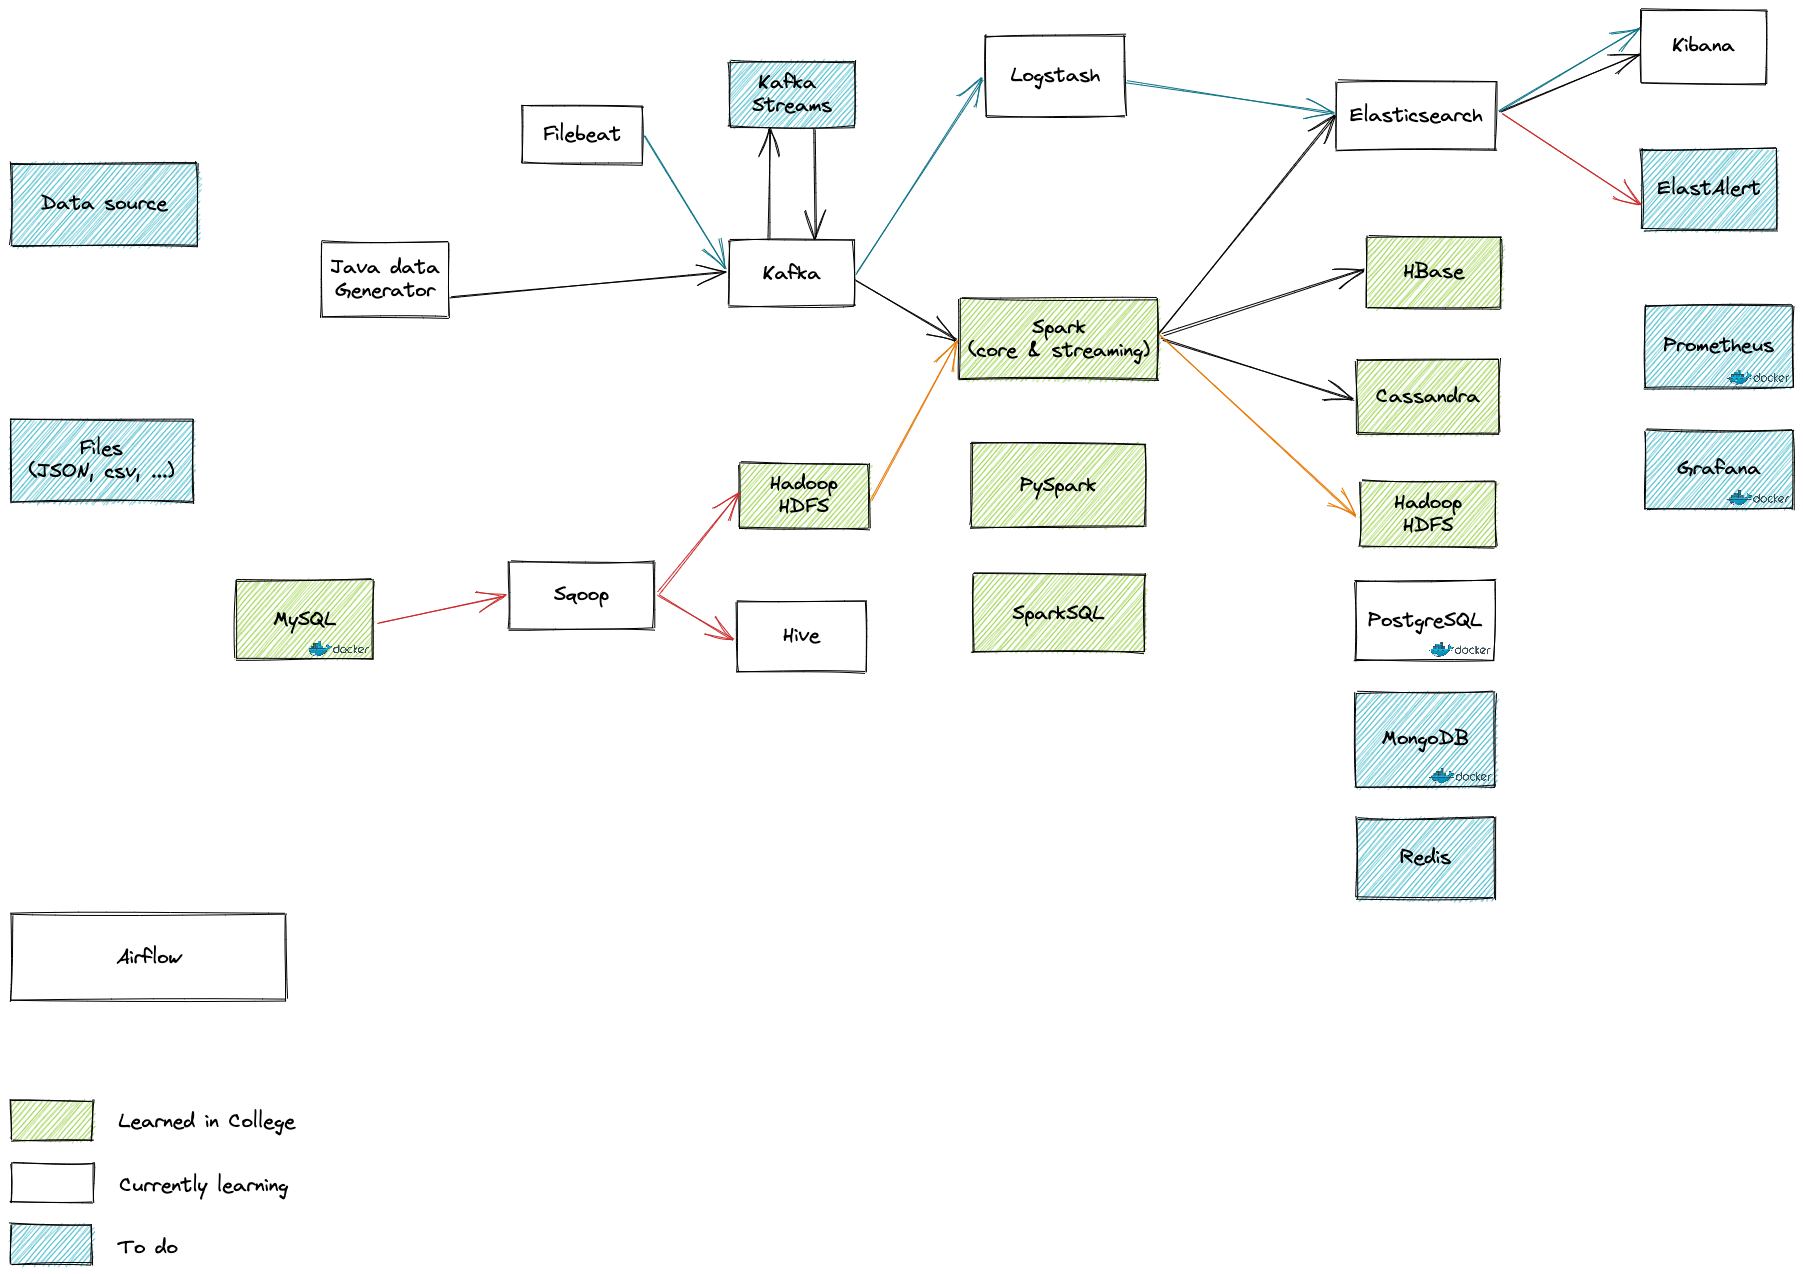 Kibana
Logstash
Kafka
Streams
Elasticsearch
Filebeat
ElastAlert
Data source
Java data
Generator
Kafka
HBase
Spark
(core & streaming)
Prometheus
docker
Cassandra
Files
(JSON, csv, ...)
Grafana
docker
Hadoop
HDFS
PySpark
Hadoop
HDFS
Sqoop
MySQL
docker
Hive
SparkSQL
PostgreSQL
docker
MongoDB
docker
Redis
Airflow
Learned in College
Currently learning
To do